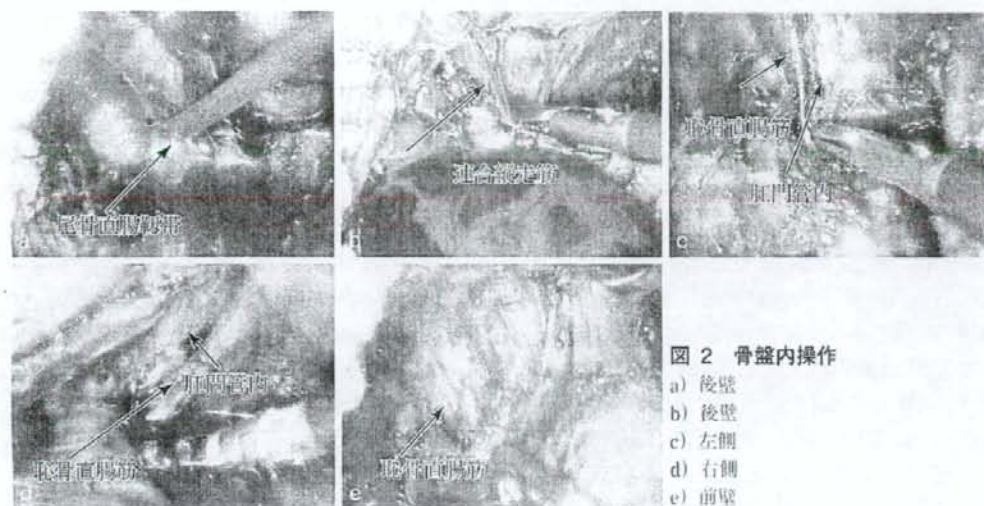 尾骨直腸靱帯
a
連合縦走筋
b
恥骨直腸筋
肛門管内
c
肛門管内
恥骨直腸筋
d
恥骨直腸筋
e
図 2 骨盤内操作
a) 後壁
b) 後壁
c) 左側
d) 右側
e) 前壁